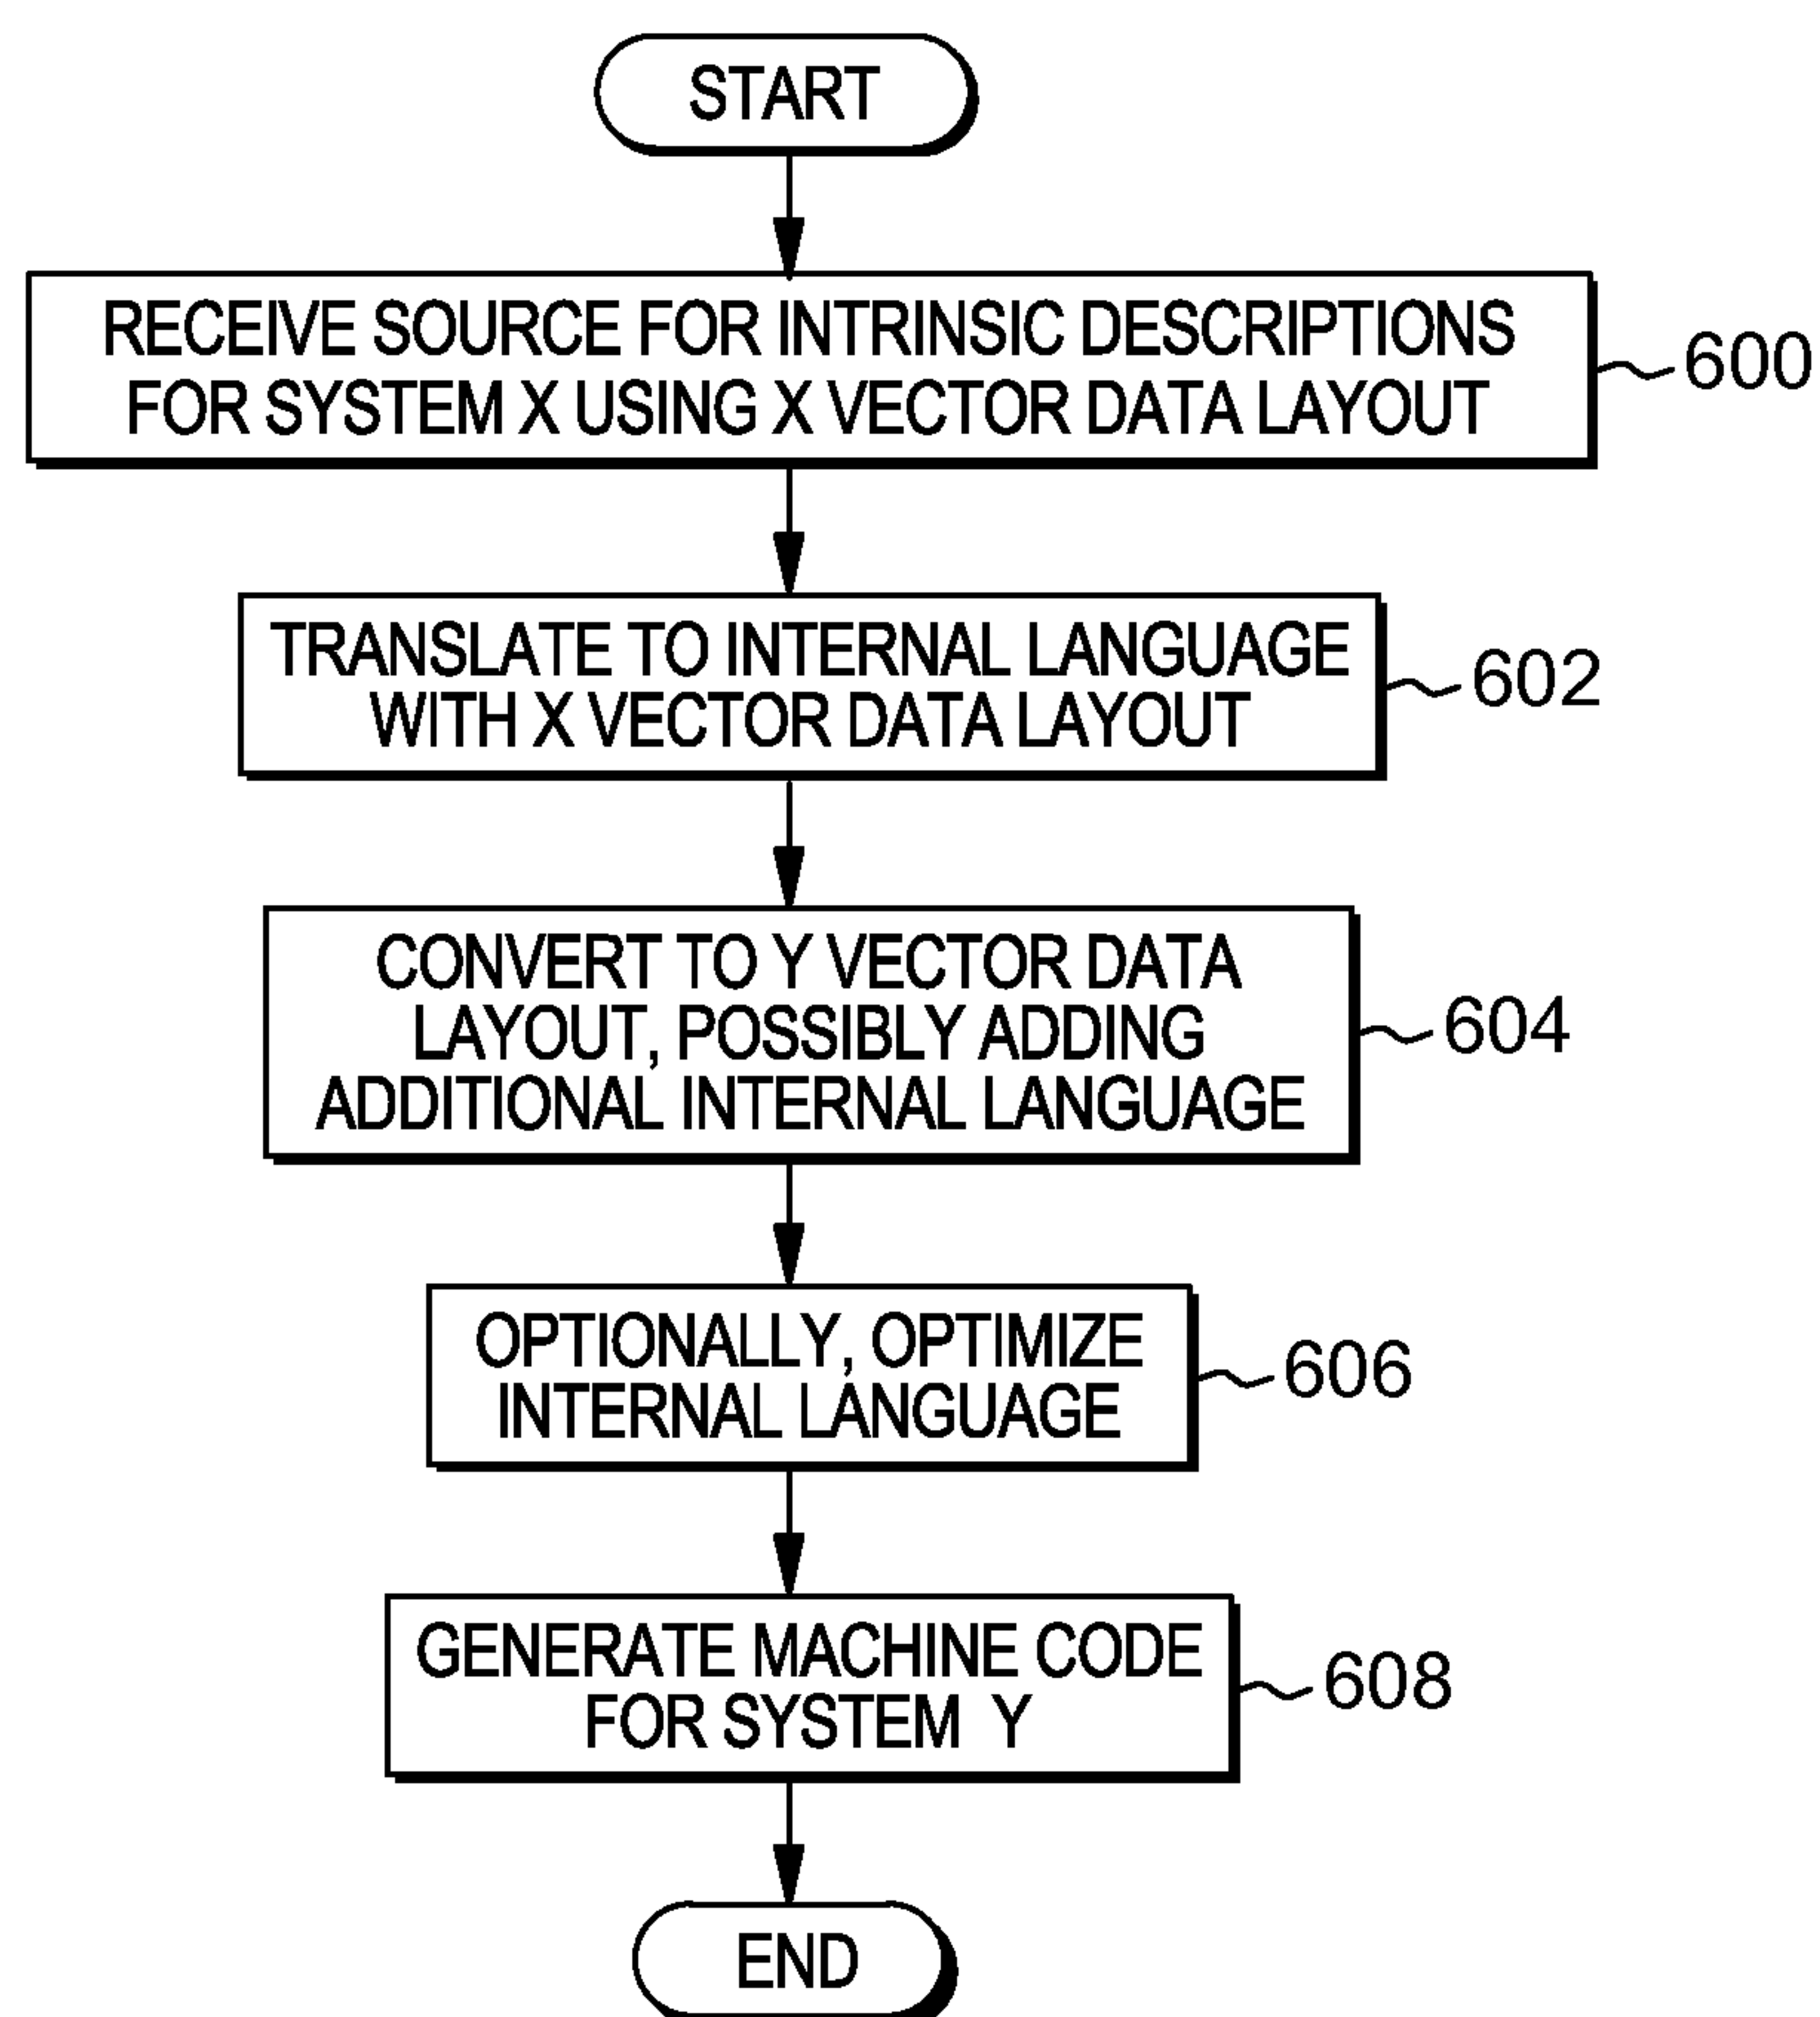 START
RECEIVE SOURCE FOR INTRINSIC DESCRIPTIONS
FOR SYSTEM X USING X VECTOR DATA LAYOUT
600
TRANSLATE TO INTERNAL LANGUAGE
WITH X VECTOR DATA LAYOUT
602
CONVERT TO Y VECTOR DATA
LAYOUT, POSSIBLY ADDING
ADDITIONAL INTERNAL LANGUAGE
604
OPTIONALLY, OPTIMIZE
INTERNAL LANGUAGE
606
GENERATE MACHINE CODE
FOR SYSTEM Y
608
END